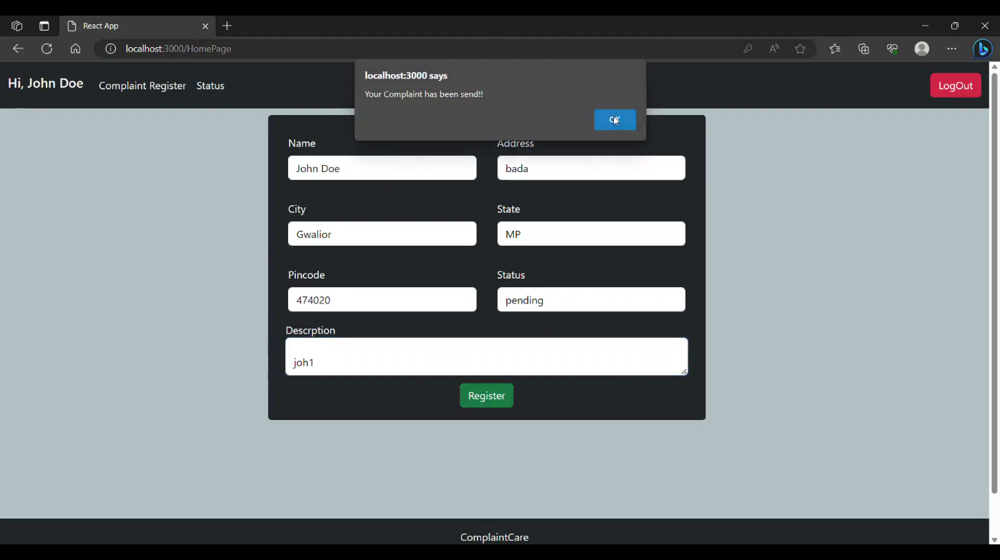 React App
localhost:3000/HomePage
Hi, John Doe
Complaint Register
Status
LogOut
localhost:3000 says
Your Complaint has been send!!
OK
Name
Address
John Doe
bada
City
State
Gwalior
MP
Pincode
Status
474020
pending
Descrption
joh1
Register
ComplaintCare